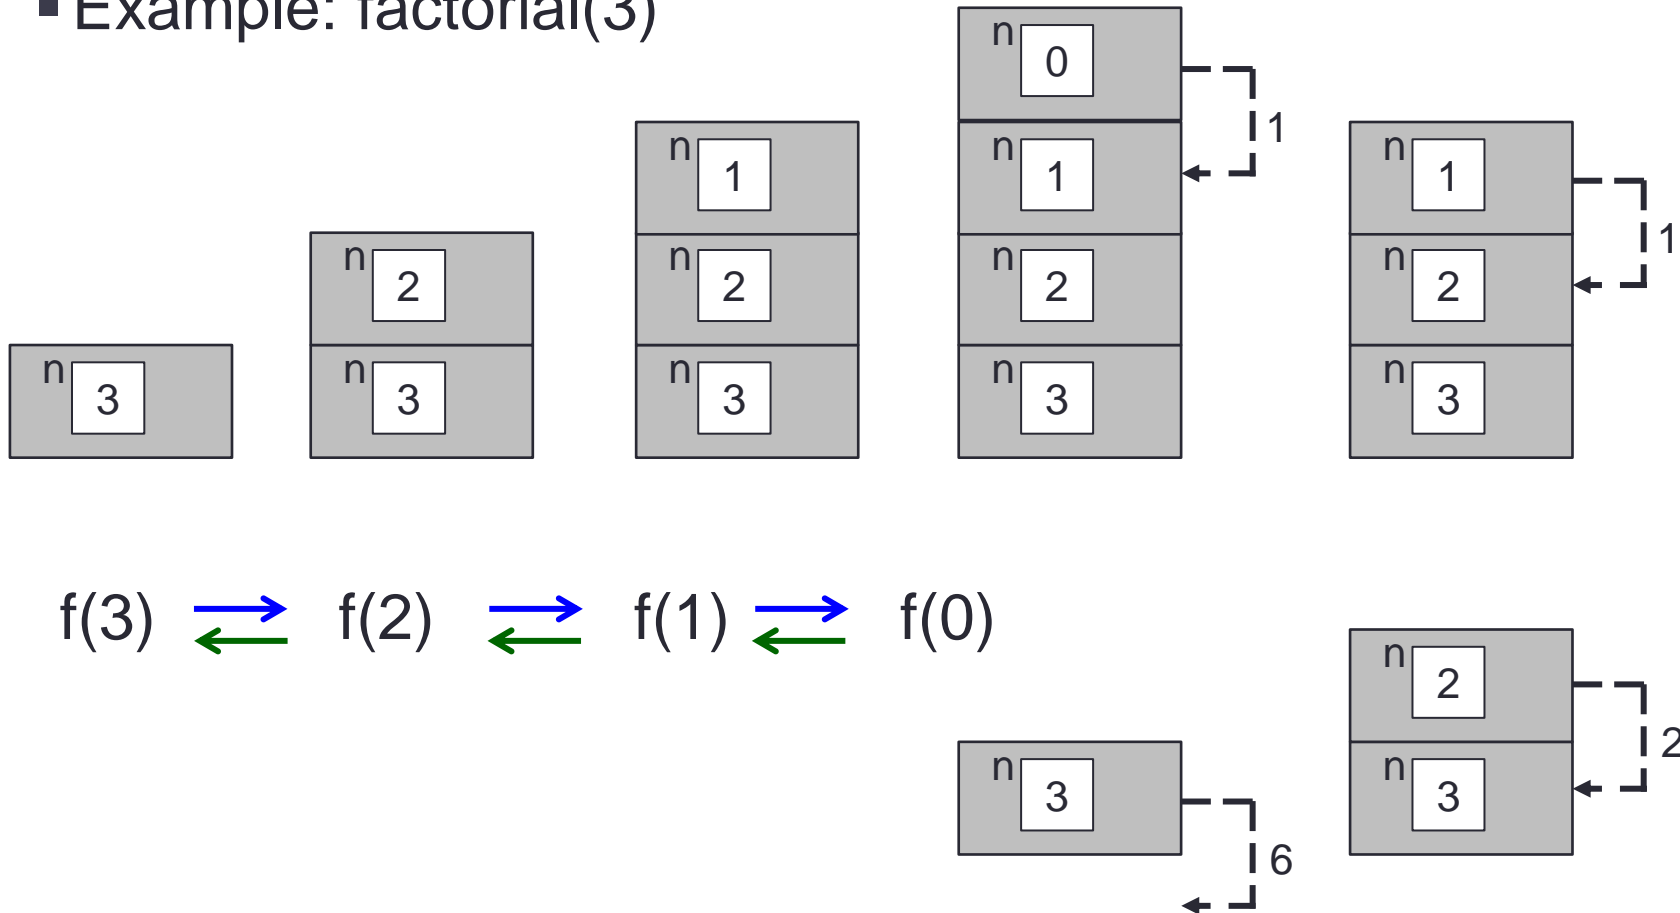 ▪ Example: factorial(3)
n 3
n 2
n 3
n 1
n 2
n 3
n 0
n 1
n 2
n 3
1
n 1
n 2
n 3
1
f(3) f(2) f(1) f(0)
n 3
6
n 2
n 3
2